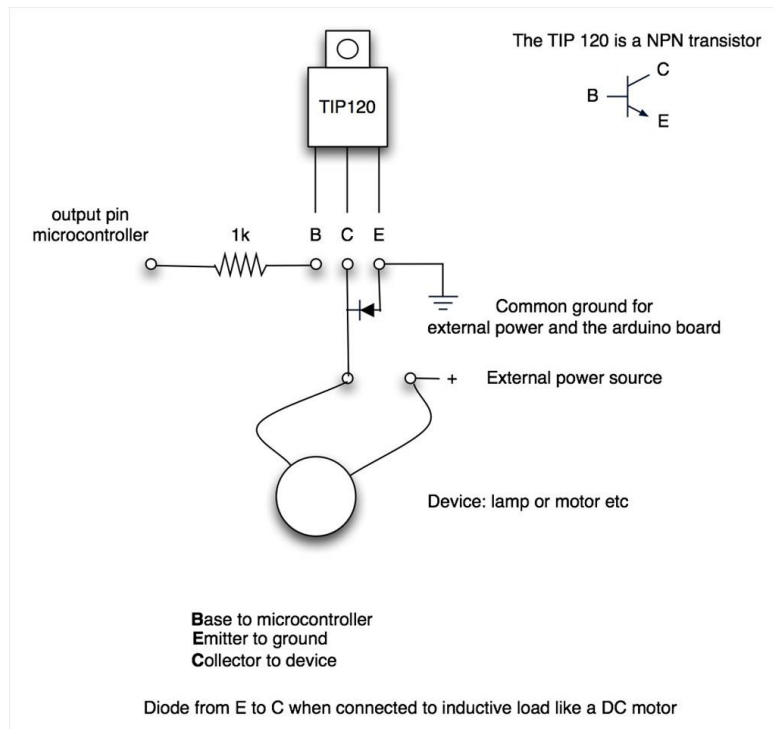 The TIP 120 is a NPN transistor
C
B
E
TIP120
output pin
microcontroller
1k
B C E
Common ground for
external power and the arduino board
+ External power source
Device: lamp or motor etc
Base to microcontroller
Emitter to ground
Collector to device
Diode from E to C when connected to inductive load like a DC motor